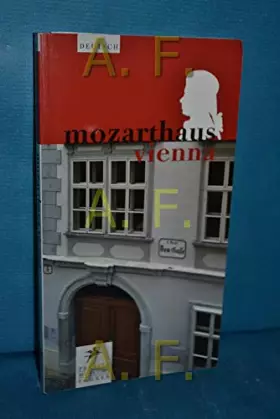 DEUTSCH
A. F.
mozarthaus
vienna
A. F.
A. F.